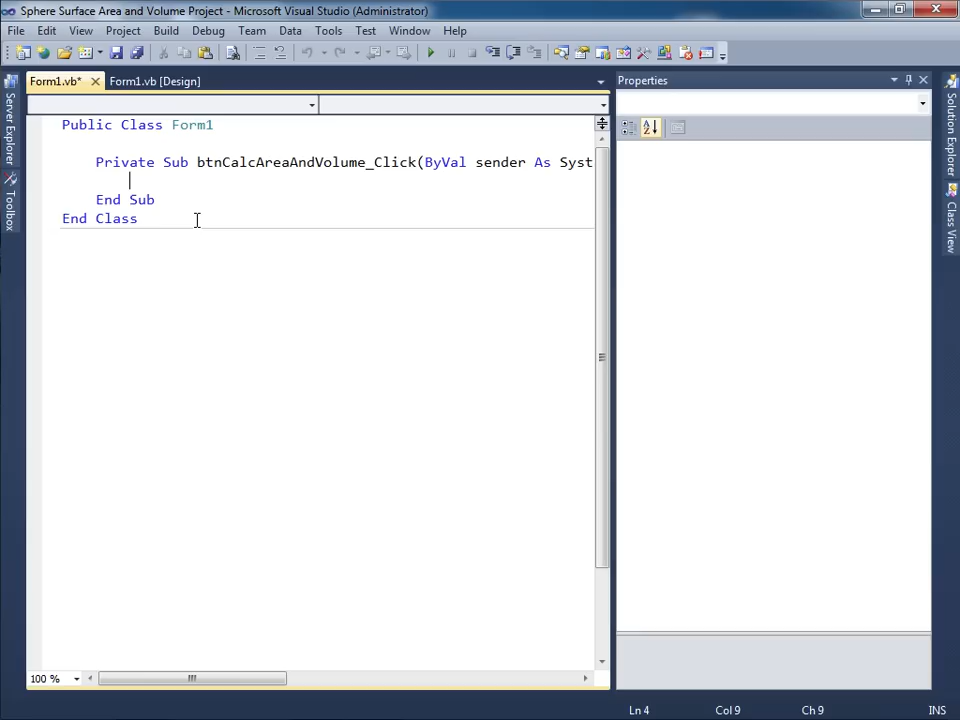 Sphere Surface Area and Volume Project - Microsoft Visual Studio (Administrator)
File Edit View Project Build Debug Team Data Tools Test Window Help
Form1.vb* Form1.vb [Design]
Properties
Server Explorer
Toolbox
Solution Explorer
Class View
Public Class Form1
Private Sub btnCalcAreaAndVolume_Click(ByVal sender As Syst
End Sub
End Class
100 %
Ln 4 Col 9 Ch 9 INS